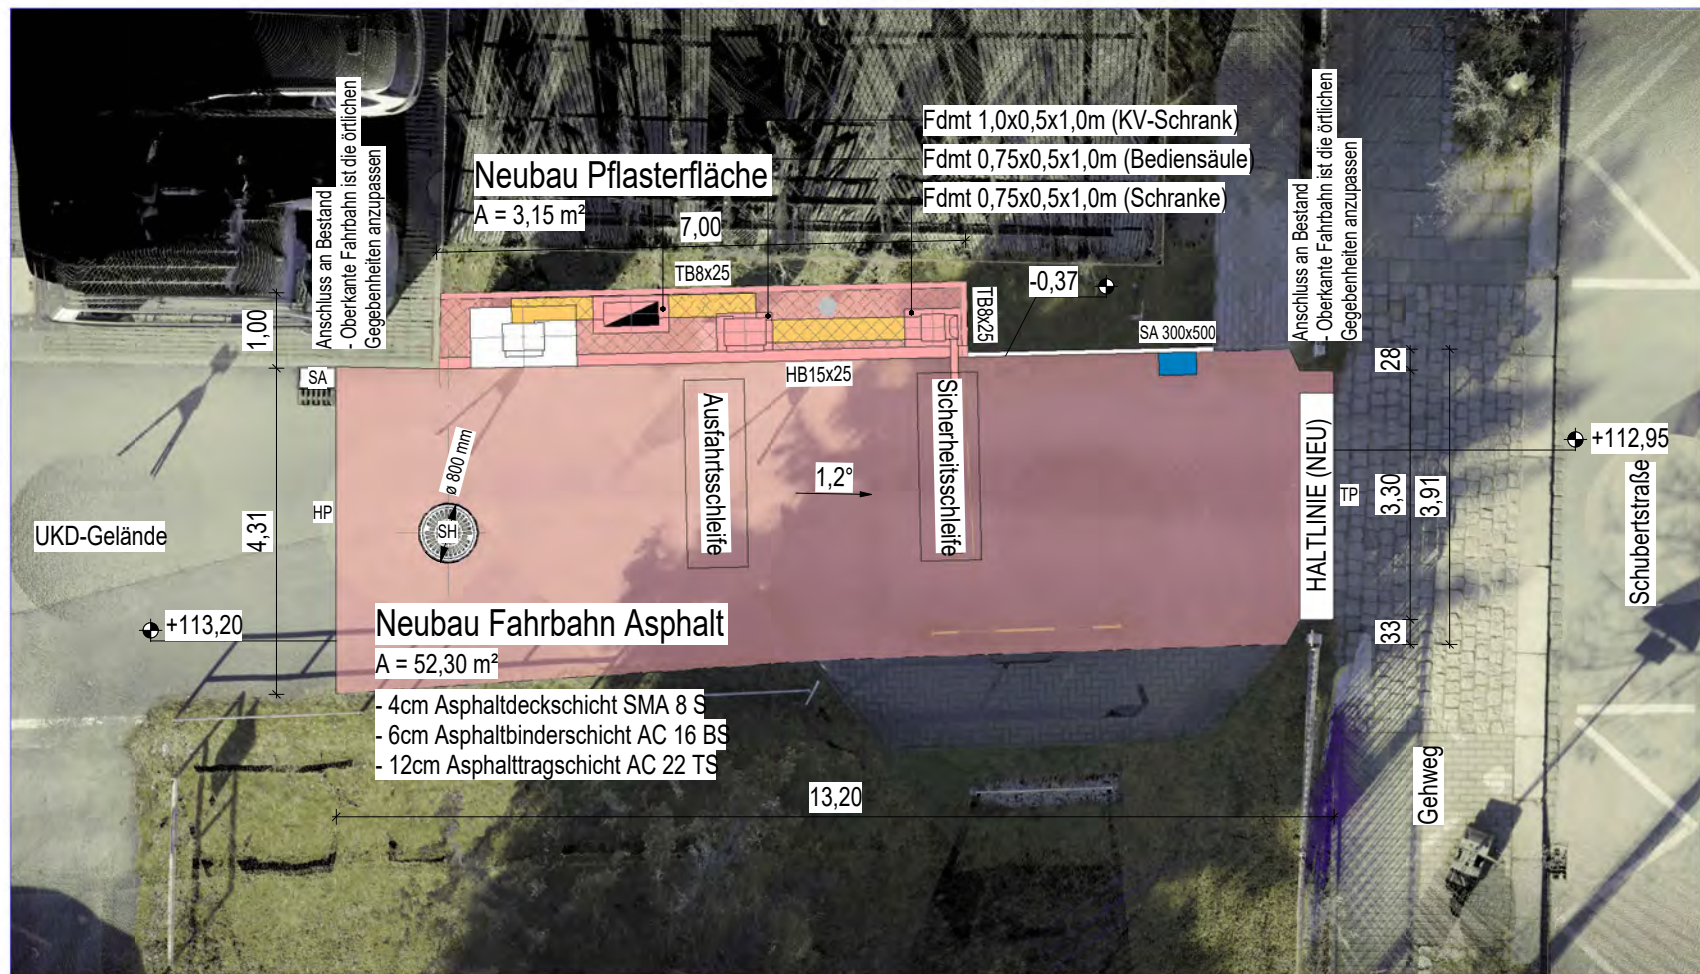 Fdmt 1,0x0,5x1,0m (KV-Schrank)
Fdmt 0,75x0,5x1,0m (Bediensäule)
Fdmt 0,75x0,5x1,0m (Schranke)
Neubau Pflasterfläche
A = 3,15 m²
7,00
Anschluss an Bestand
- Oberkante Fahrbahn ist die örtlichen
Gegebenheiten anzupassen
Anschluss an Bestand
- Oberkante Fahrbahn ist die örtlichen
Gegebenheiten anzupassen
TB8x25
TB8x25
-0,37
SA 300x500
1,00
28
SA
HB15x25
Ausfahrtsschleife
Sicherheitsschleife
HALTLINIE (NEU)
+112,95
ø 800 mm
1,2°
HP
SH
TP
3,30
3,91
UKD-Gelände
4,31
Schubertstraße
+113,20
33
Neubau Fahrbahn Asphalt
A = 52,30 m²
- 4cm Asphaltdeckschicht SMA 8 S
- 6cm Asphaltbinderschicht AC 16 BS
- 12cm Asphalttragschicht AC 22 TS
13,20
Gehweg